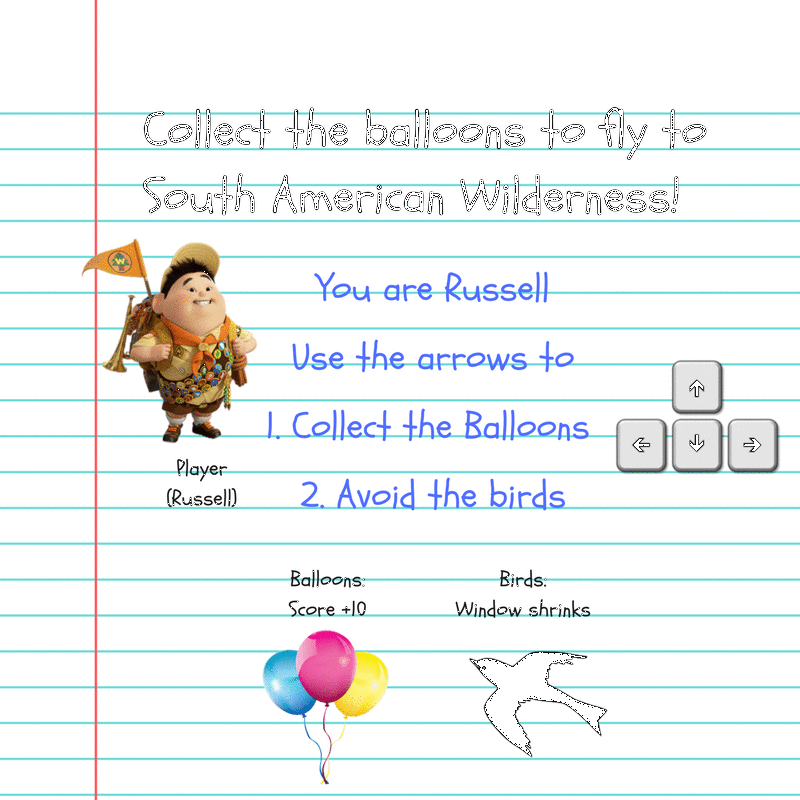 Collect the balloons to fly to
South American Wilderness!
You are Russell
Use the arrows to
1. Collect the Balloons
2. Avoid the birds
Player
(Russell)
Balloons:
Score +10
Birds:
Window shrinks
W